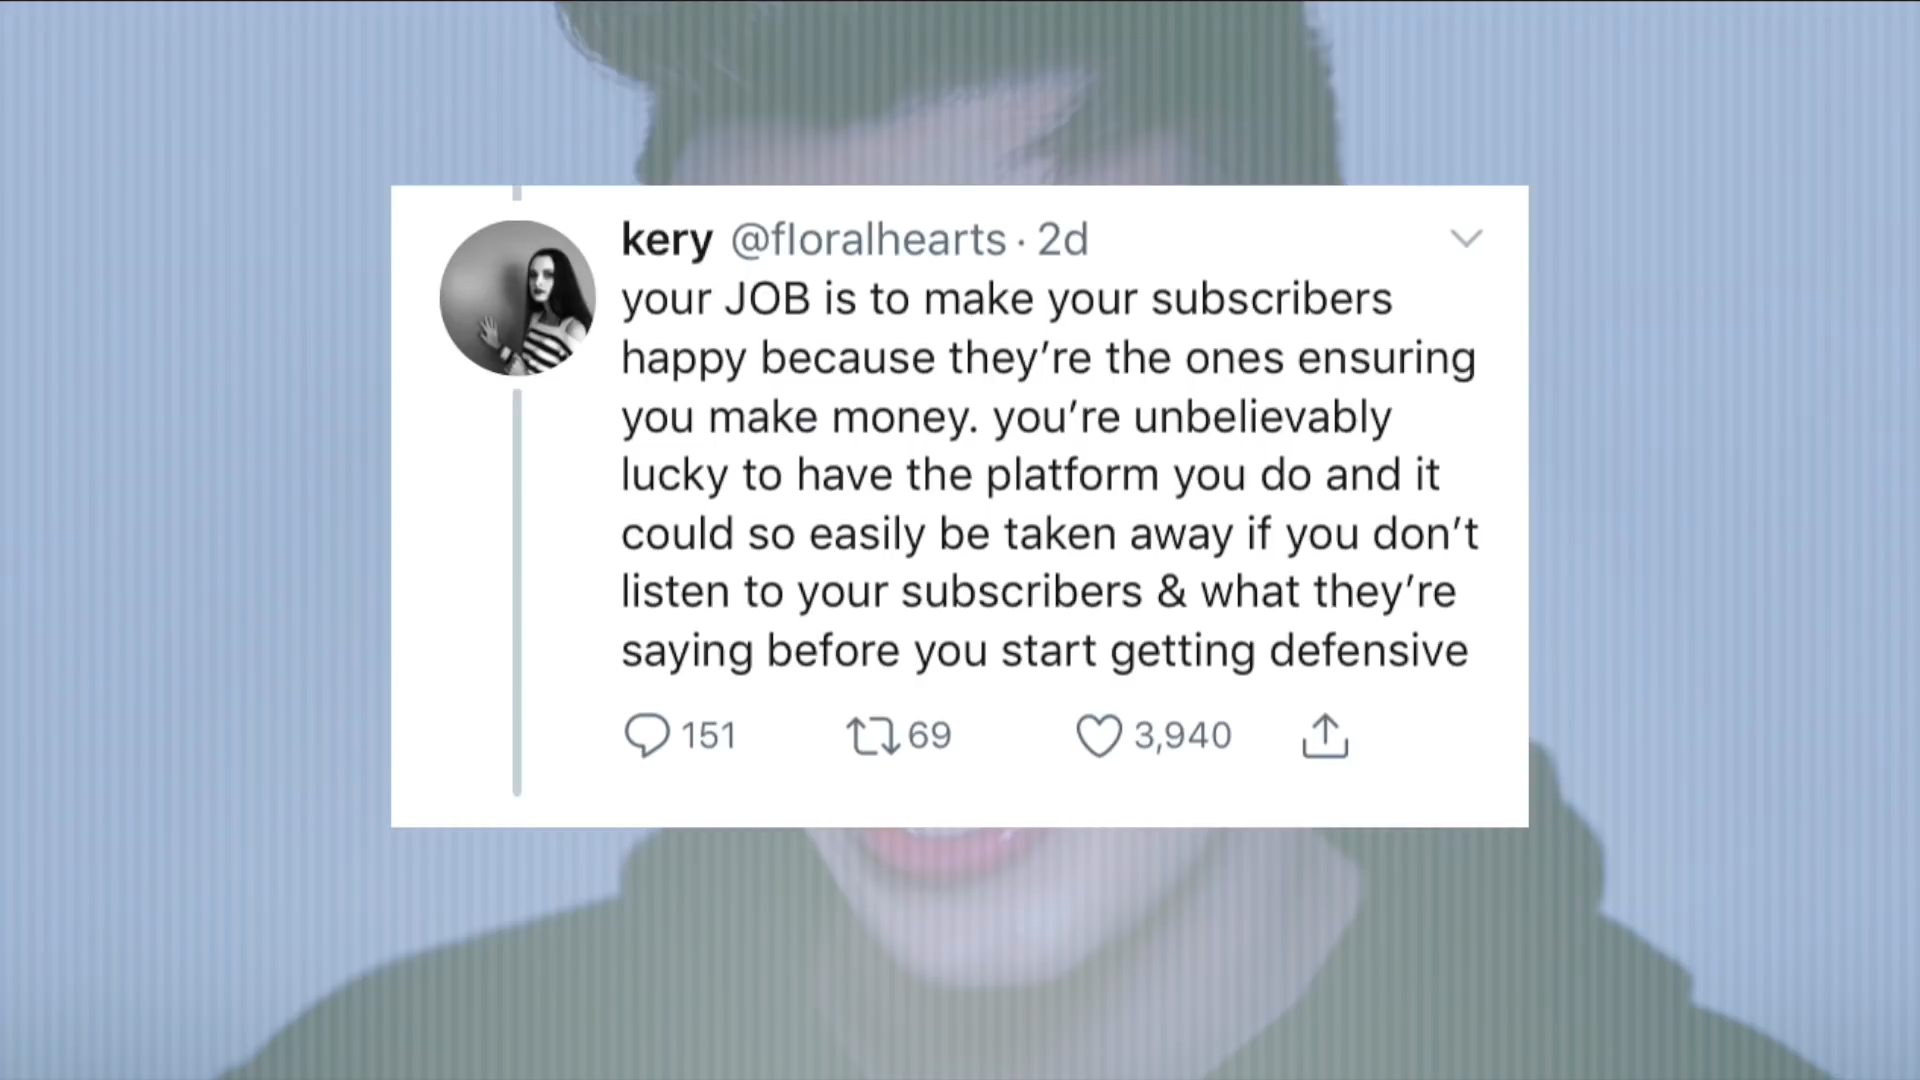 kery @floralhearts · 2d
your JOB is to make your subscribers
happy because they’re the ones ensuring
you make money. you’re unbelievably
lucky to have the platform you do and it
could so easily be taken away if you don’t
listen to your subscribers & what they’re
saying before you start getting defensive
151 69 3,940